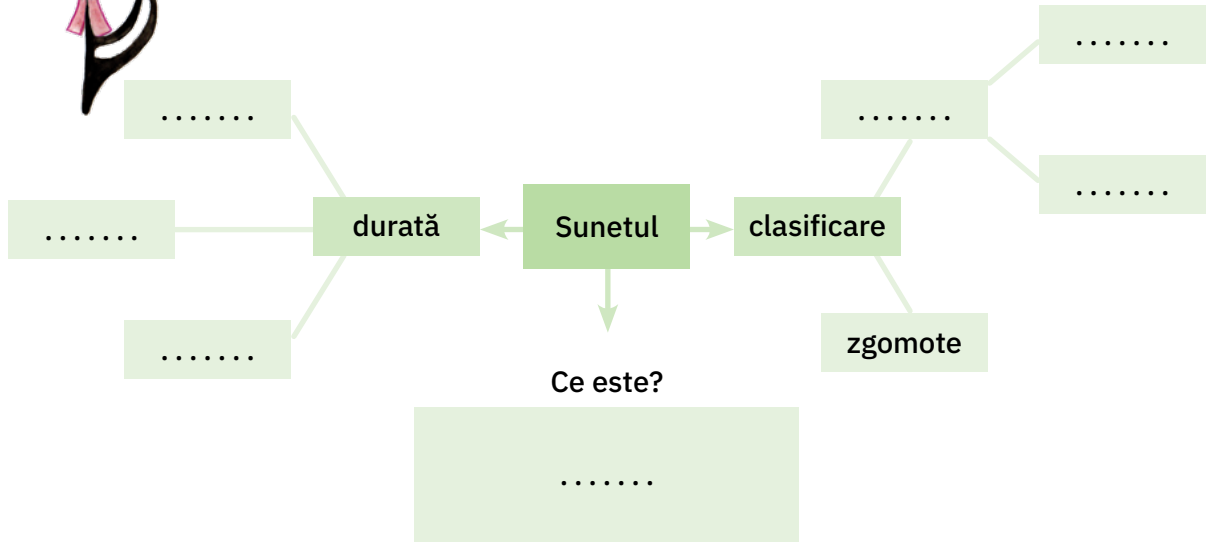 .......
.......
.......
durată
Sunetul
clasificare
.......
.......
.......
zgomote
Ce este?
.......